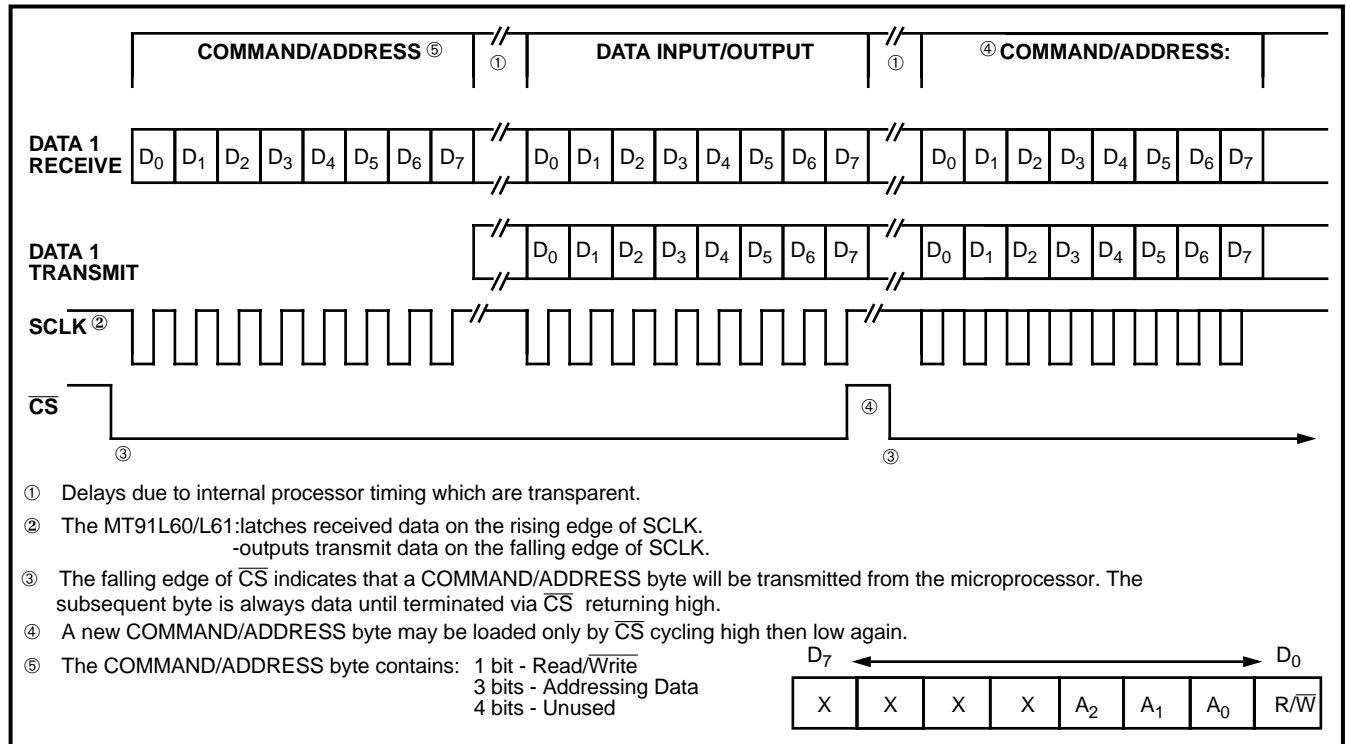 COMMAND/ADDRESS ⑤ ① DATA INPUT/OUTPUT ① ④ COMMAND/ADDRESS:
DATA 1
RECEIVE
D0 D1 D2 D3 D4 D5 D6 D7 D0 D1 D2 D3 D4 D5 D6 D7 D0 D1 D2 D3 D4 D5 D6 D7
DATA 1
TRANSMIT
D0 D1 D2 D3 D4 D5 D6 D7 D0 D1 D2 D3 D4 D5 D6 D7
SCLK ②
CS ④
③ ③
① Delays due to internal processor timing which are transparent.
② The MT91L60/L61:latches received data on the rising edge of SCLK.
-outputs transmit data on the falling edge of SCLK.
③ The falling edge of CS indicates that a COMMAND/ADDRESS byte will be transmitted from the microprocessor. The
subsequent byte is always data until terminated via CS returning high.
④ A new COMMAND/ADDRESS byte may be loaded only by CS cycling high then low again.
⑤ The COMMAND/ADDRESS byte contains: 1 bit - Read/Write
3 bits - Addressing Data
4 bits - Unused
D7 D0
X X X X A2 A1 A0 R/W